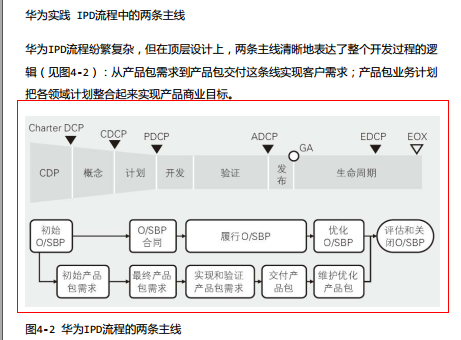 华为实践 IPD流程中的两条主线
华为IPD流程纷繁复杂，但在顶层设计上，两条主线清晰地表达了整个开发过程的逻
辑（见图4-2）：从产品包需求到产品包交付这条线实现客户需求；产品包业务计划
把各领域计划整合起来实现产品商业目标。
Charter DCP
CDCP
PDCP
ADCP
GA
EDCP
EOX
CDP
概念
计划
开发
验证
发
布
生命周期
初始
O/SBP
O/SBP
合同
履行O/SBP
优化
O/SBP
评估和关
闭O/SBP
初始产品
包需求
最终产品
包需求
实现和验证
产品包需求
交付产
品包
维护优化
产品包
图4-2 华为IPD流程的两条主线